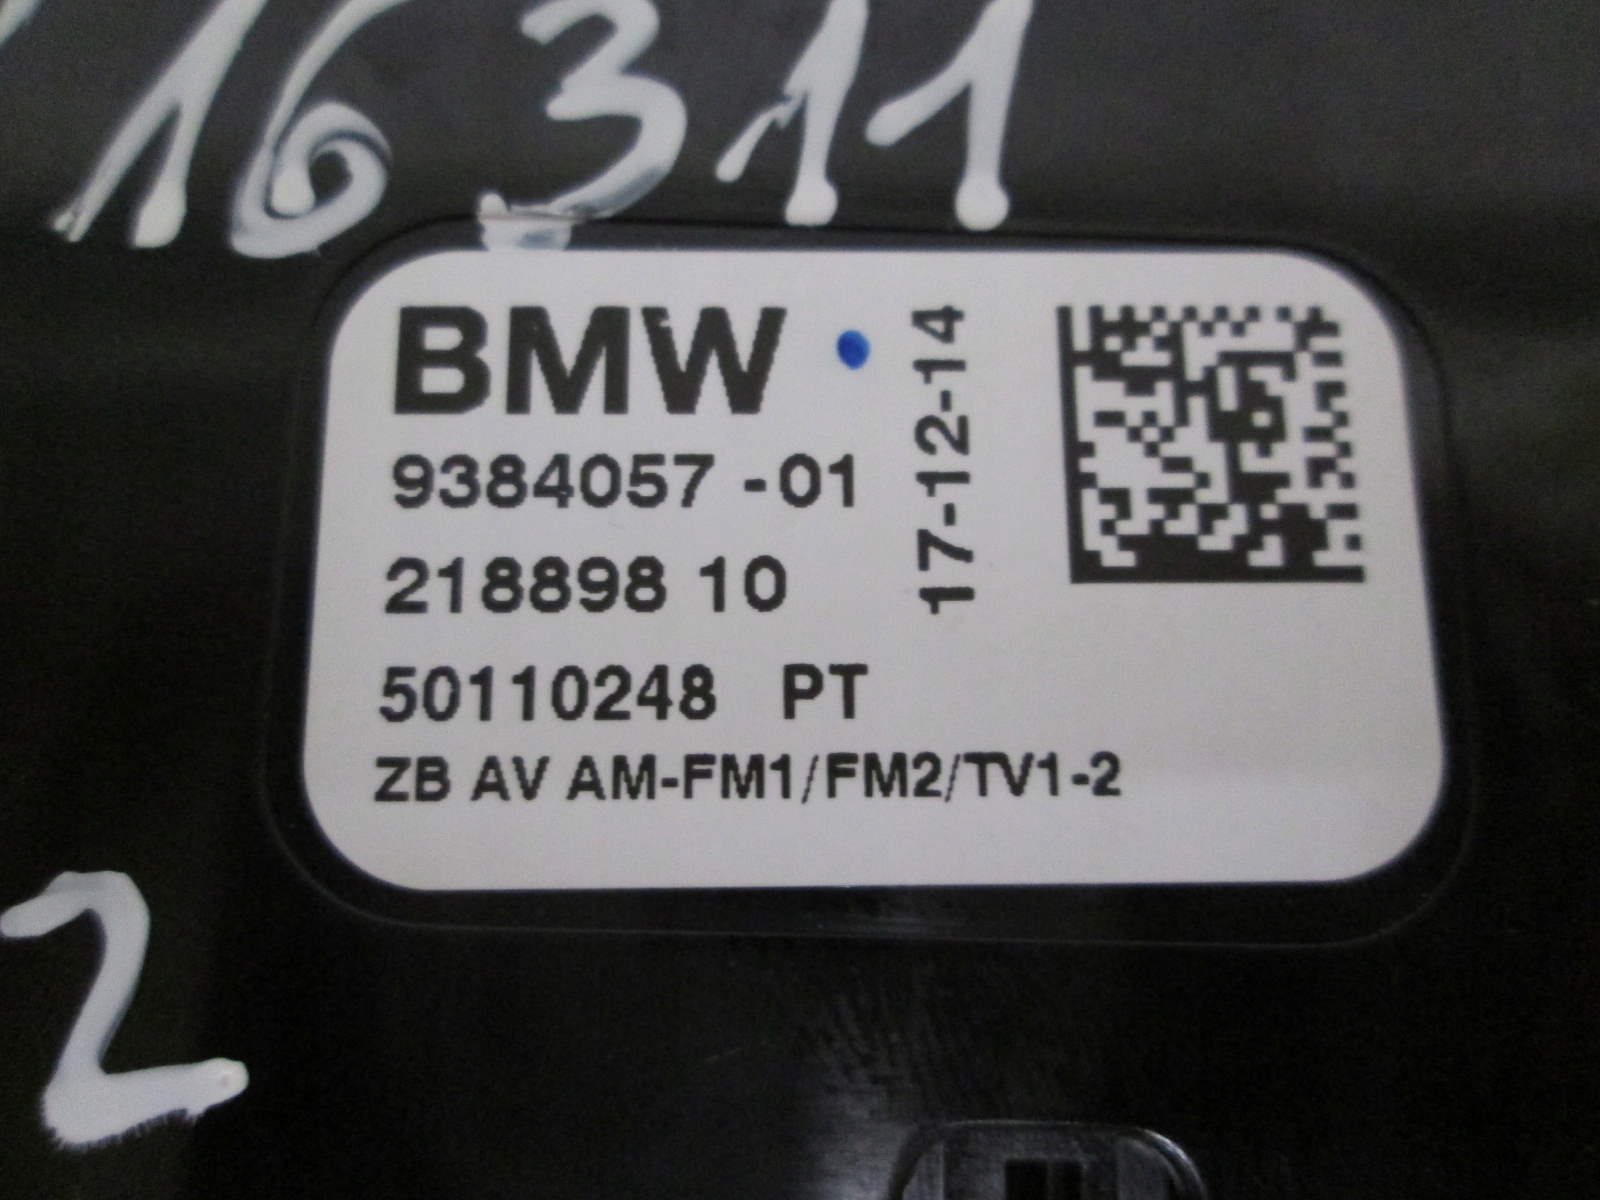 16311
BMW
17-12-14
9384057 -01
218898 10
50110248 PT
ZB AV AM-FM1/FM2/TV1-2
2